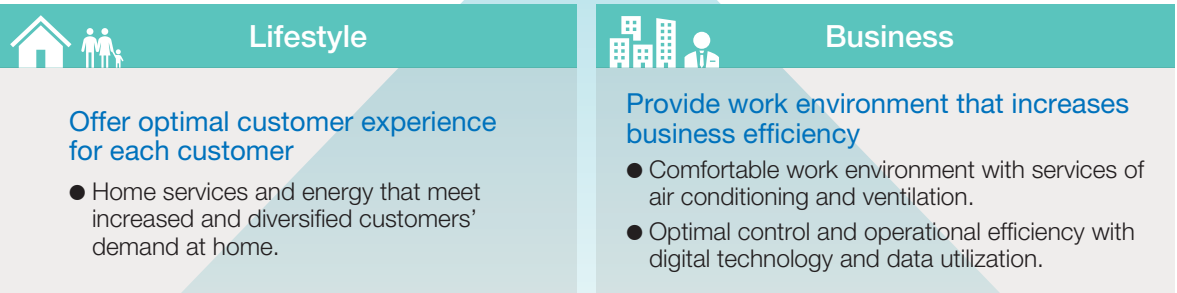 Lifestyle
Offer optimal customer experience
for each customer
● Home services and energy that meet
increased and diversified customers’
demand at home.
Business
Provide work environment that increases
business efficiency
● Comfortable work environment with services of
air conditioning and ventilation.
● Optimal control and operational efficiency with
digital technology and data utilization.